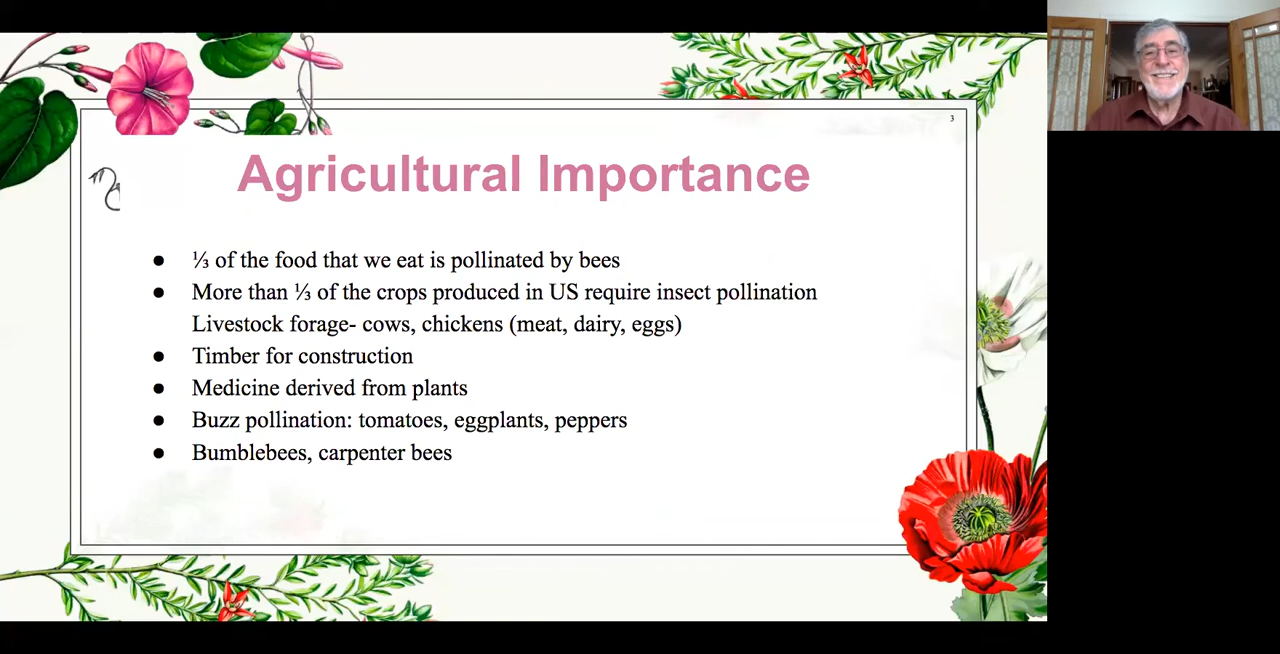 3
Agricultural Importance
● ⅓ of the food that we eat is pollinated by bees
● More than ⅓ of the crops produced in US require insect pollination
Livestock forage- cows, chickens (meat, dairy, eggs)
● Timber for construction
● Medicine derived from plants
● Buzz pollination: tomatoes, eggplants, peppers
● Bumblebees, carpenter bees